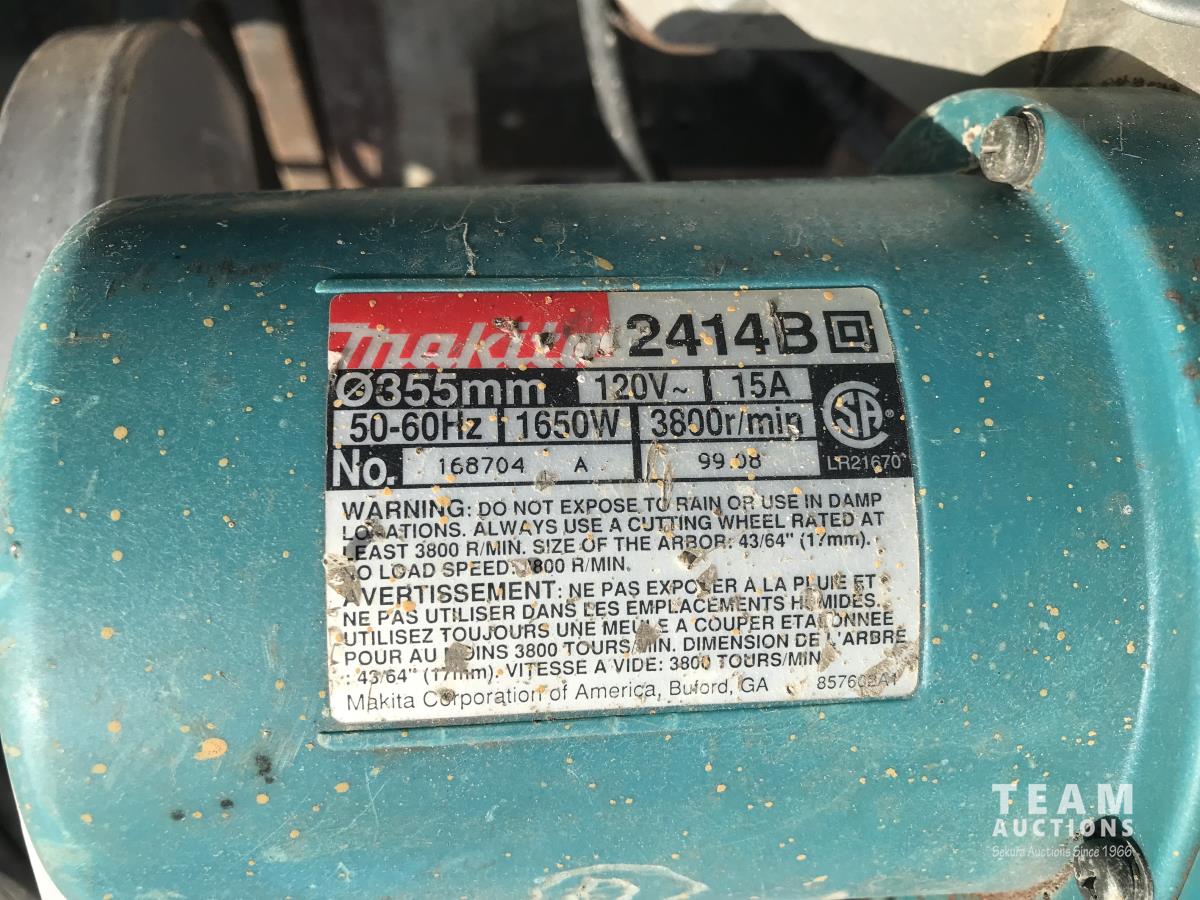 makita 2414B
Ø355mm 120V~ 15A
50-60Hz 1650W 3800r/min
CSA®
No. 168704 A 99.08 LR21670
WARNING: DO NOT EXPOSE TO RAIN OR USE IN DAMP
LOCATIONS. ALWAYS USE A CUTTING WHEEL RATED AT
LEAST 3800 R/MIN. SIZE OF THE ARBOR: 43/64" (17mm).
NO LOAD SPEED: 3800 R/MIN.
AVERTISSEMENT: NE PAS EXPOSER À LA PLUIE ET
NE PAS UTILISER DANS LES EMPLACEMENTS HUMIDES.
UTILISEZ TOUJOURS UNE MEULE A COUPER ETALONNEE
POUR AU MOINS 3800 TOURS/MIN. DIMENSION DE L'ARBRE
: 43/64" (17mm). VITESSE A VIDE: 3800 TOURS/MIN
Makita Corporation of America, Buford, GA 857602A1
TEAM
AUCTIONS
Sekura Auctions Since 1966